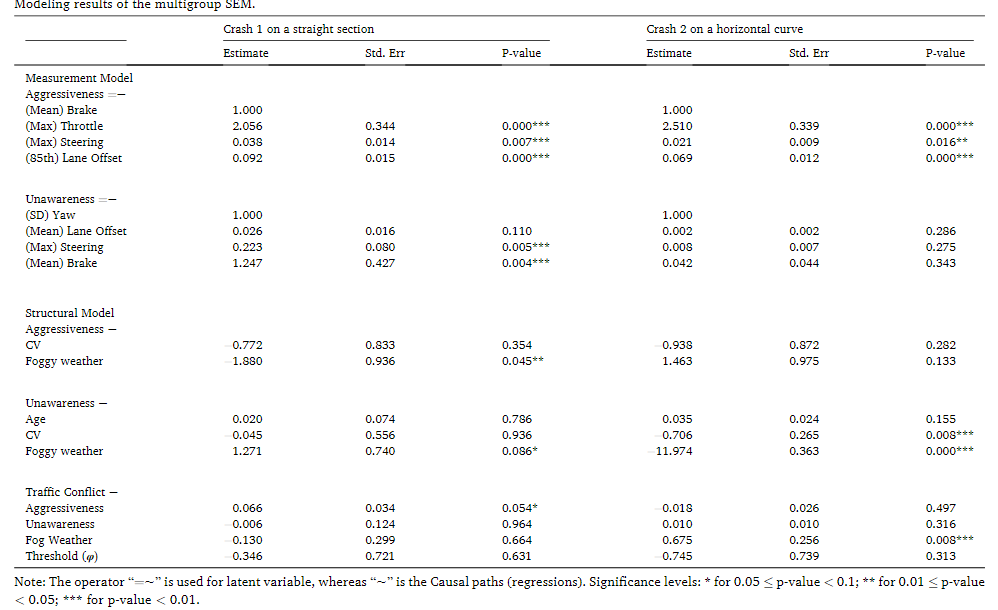 Modeling results of the multigroup SEM.
Crash 1 on a straight section Crash 2 on a horizontal curve
Estimate Std. Err P-value Estimate Std. Err P-value
Measurement Model
Aggressiveness =~
(Mean) Brake 1.000 1.000
(Max) Throttle 2.056 0.344 0.000*** 2.510 0.339 0.000***
(Max) Steering 0.038 0.014 0.007*** 0.021 0.009 0.016**
(85th) Lane Offset 0.092 0.015 0.000*** 0.069 0.012 0.000***
Unawareness =~
(SD) Yaw 1.000 1.000
(Mean) Lane Offset 0.026 0.016 0.110 0.002 0.002 0.286
(Max) Steering 0.223 0.080 0.005*** 0.008 0.007 0.275
(Mean) Brake 1.247 0.427 0.004*** 0.042 0.044 0.343
Structural Model
Aggressiveness ~
CV −0.772 0.833 0.354 −0.938 0.872 0.282
Foggy weather −1.880 0.936 0.045** 1.463 0.975 0.133
Unawareness ~
Age 0.020 0.074 0.786 0.035 0.024 0.155
CV −0.045 0.556 0.936 −0.706 0.265 0.008***
Foggy weather 1.271 0.740 0.086* −11.974 0.363 0.000***
Traffic Conflict ~
Aggressiveness 0.066 0.034 0.054* −0.018 0.026 0.497
Unawareness −0.006 0.124 0.964 0.010 0.010 0.316
Fog Weather −0.130 0.299 0.664 0.675 0.256 0.008***
Threshold (φ) −0.346 0.721 0.631 −0.745 0.739 0.313
Note: The operator “=~” is used for latent variable, whereas “~” is the Causal paths (regressions). Significance levels: * for 0.05 ≤ p-value < 0.1; ** for 0.01 ≤ p-value
< 0.05; *** for p-value < 0.01.